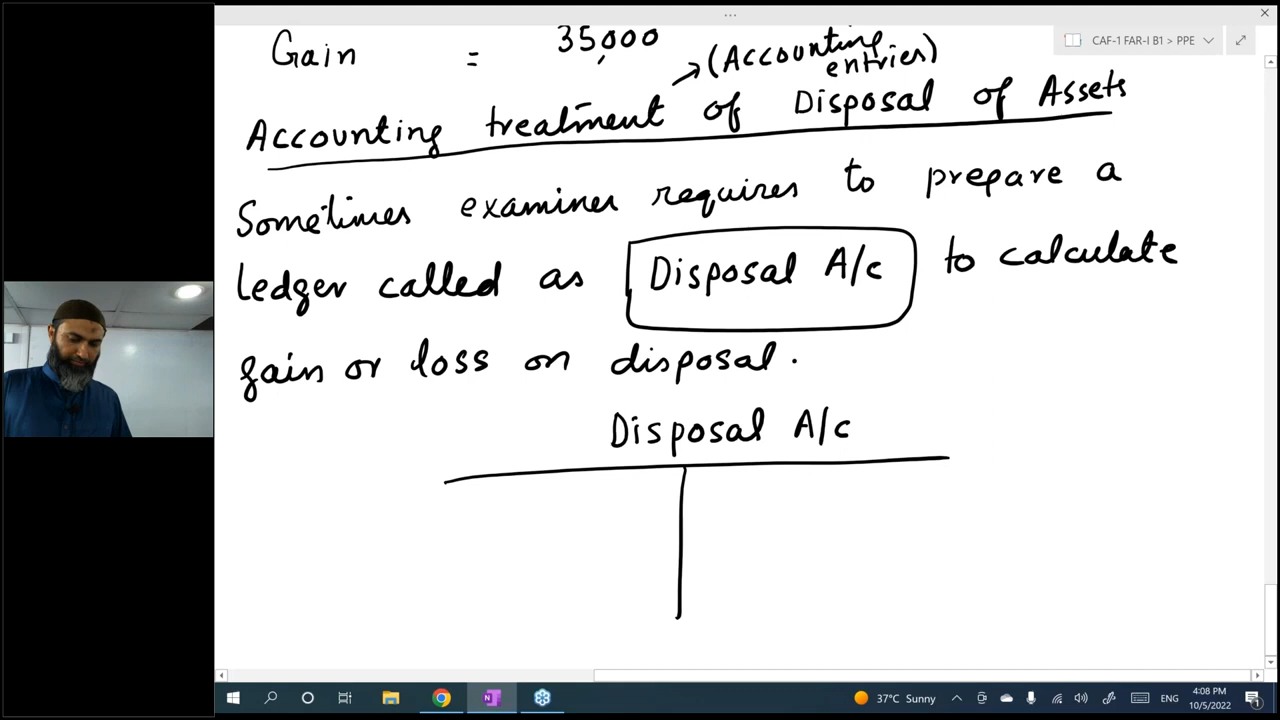 CAF-1 FAR-I B1 > PPE
Gain = 35,000
→ (Accounting entries)
Accounting treatment of Disposal of Assets
Sometimes examiner requires to prepare a
ledger called as Disposal A/c to calculate
gain or loss on disposal.
Disposal A/c
37°C Sunny
ENG
4:08 PM
10/5/2022